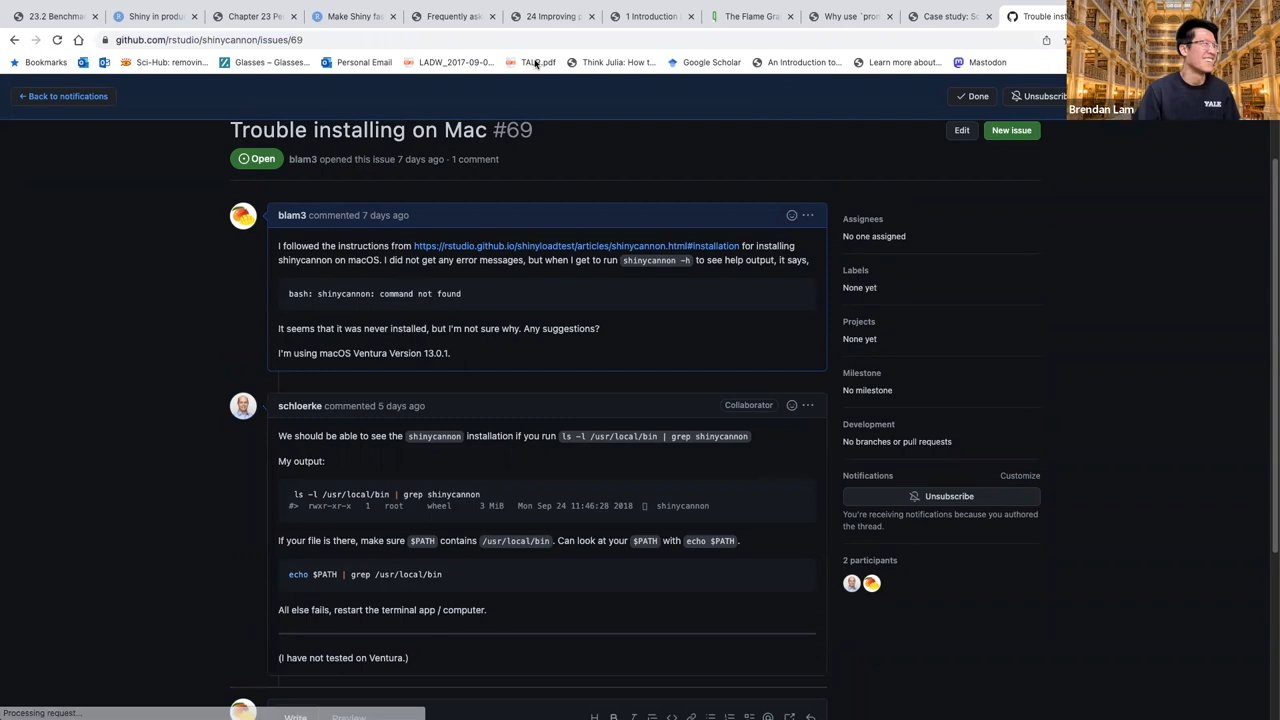 23.2 Benchma
Shiny in produ
Chapter 23 Pe
Make Shiny fas
Frequently ask
24 Improving p
1 Introduction
The Flame Gra
Why use `pro
Case study: S
Trouble install
github.com/rstudio/shinycannon/issues/69
Bookmarks
Sci-Hub: removin...
Glasses – Glasses...
Personal Email
LADW_2017-09-0...
Think Julia: How t...
Google Scholar
An Introduction to...
Learn more about...
Mastodon
Brendan Lam
YALE
← Back to notifications
Done
Unsubscrib
Trouble installing on Mac #69
Edit
New issue
Open
blam3 opened this issue 7 days ago · 1 comment
blam3 commented 7 days ago
I followed the instructions from https://rstudio.github.io/shinyloadtest/articles/shinycannon.html#installation for installing
shinycannon on macOS. I did not get any error messages, but when I get to run shinycannon -h to see help output, it says,
bash: shinycannon: command not found
It seems that it was never installed, but I'm not sure why. Any suggestions?
I'm using macOS Ventura Version 13.0.1.
schloerke commented 5 days ago
Collaborator
We should be able to see the shinycannon installation if you run ls -l /usr/local/bin | grep shinycannon
My output:
ls -l /usr/local/bin | grep shinycannon
#> rwxr-xr-x 1 root wheel 3 MiB Mon Sep 24 11:46:28 2018 shinycannon
If your file is there, make sure $PATH contains /usr/local/bin. Can look at your $PATH with echo $PATH.
echo $PATH | grep /usr/local/bin
All else fails, restart the terminal app / computer.
(I have not tested on Ventura.)
Assignees
No one assigned
Labels
None yet
Projects
None yet
Milestone
No milestone
Development
No branches or pull requests
Notifications
Customize
Unsubscribe
You're receiving notifications because you authored
the thread.
2 participants
Write
Preview
Processing request...